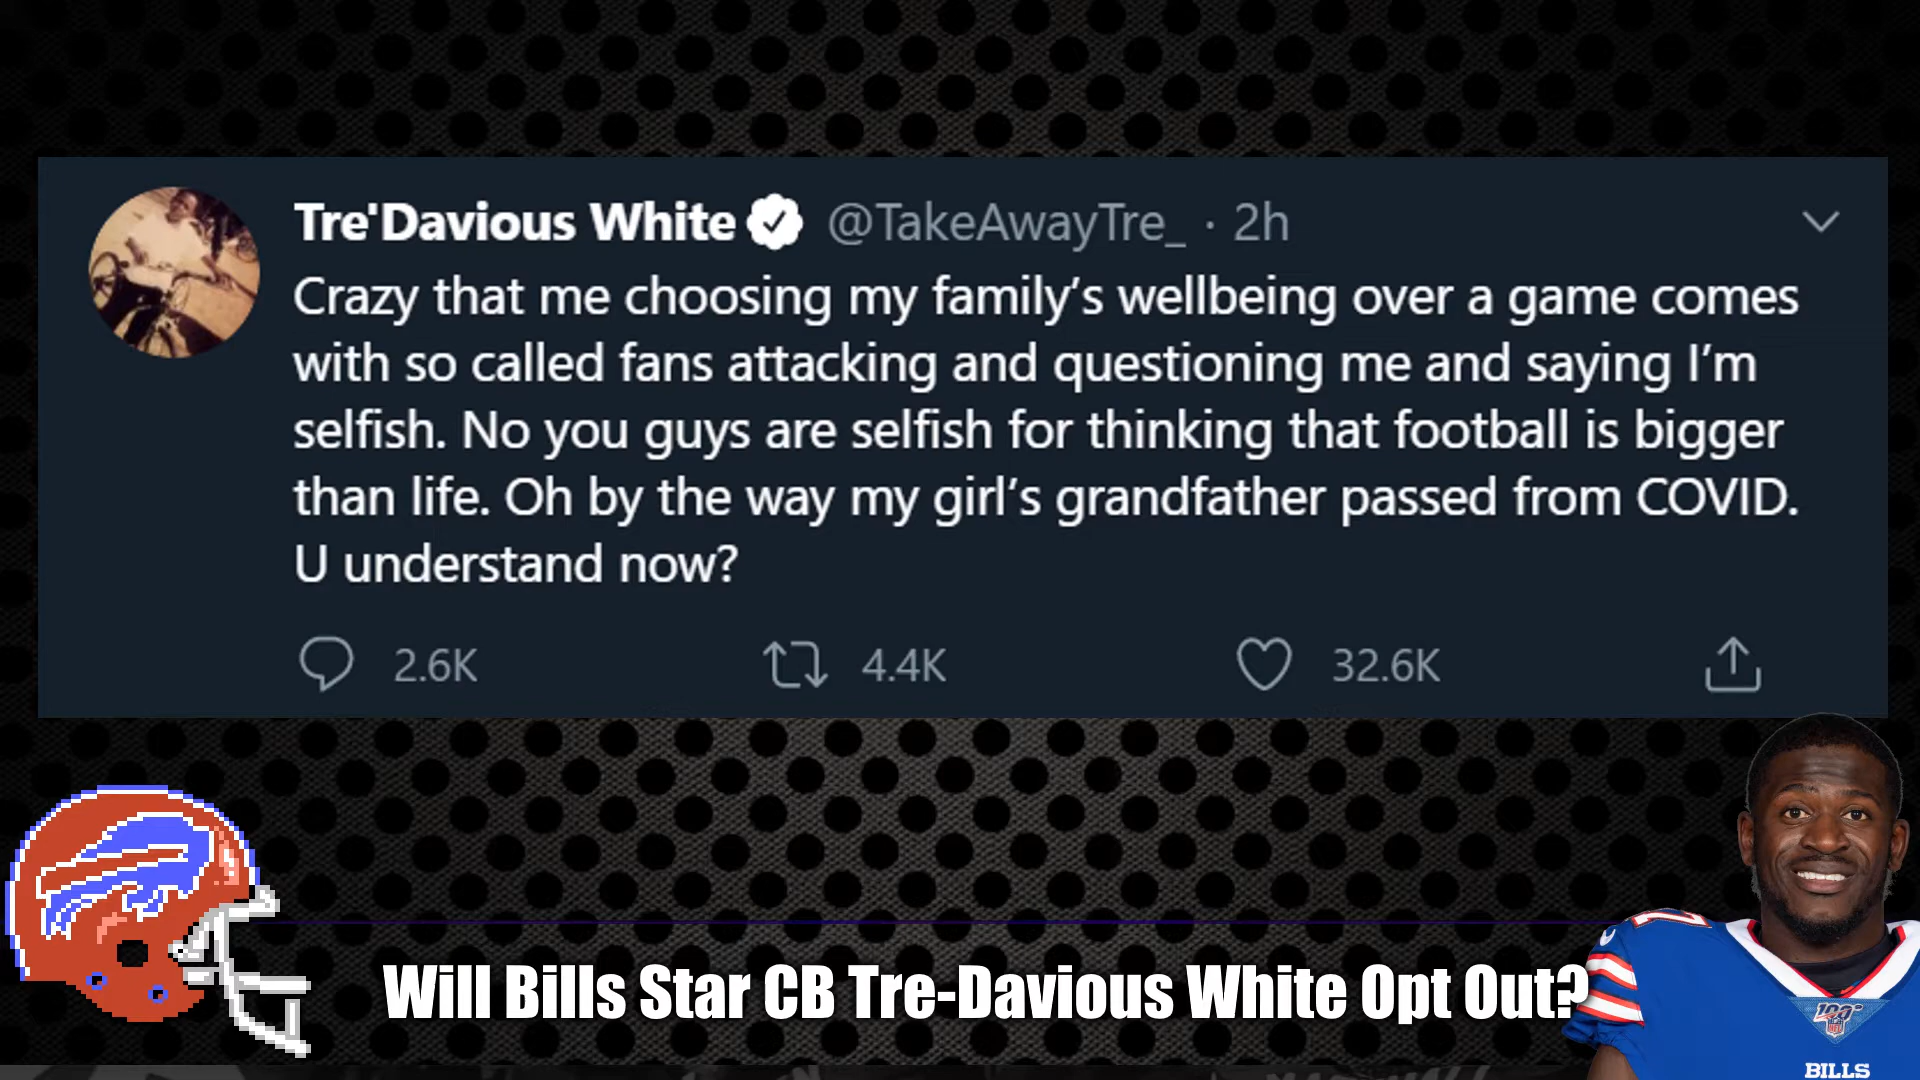 Tre'Davious White @TakeAwayTre_ · 2h
Crazy that me choosing my family’s wellbeing over a game comes
with so called fans attacking and questioning me and saying I’m
selfish. No you guys are selfish for thinking that football is bigger
than life. Oh by the way my girl’s grandfather passed from COVID.
U understand now?
2.6K 4.4K 32.6K
Will Bills Star CB Tre-Davious White Opt Out?
100
NFL
BILLS